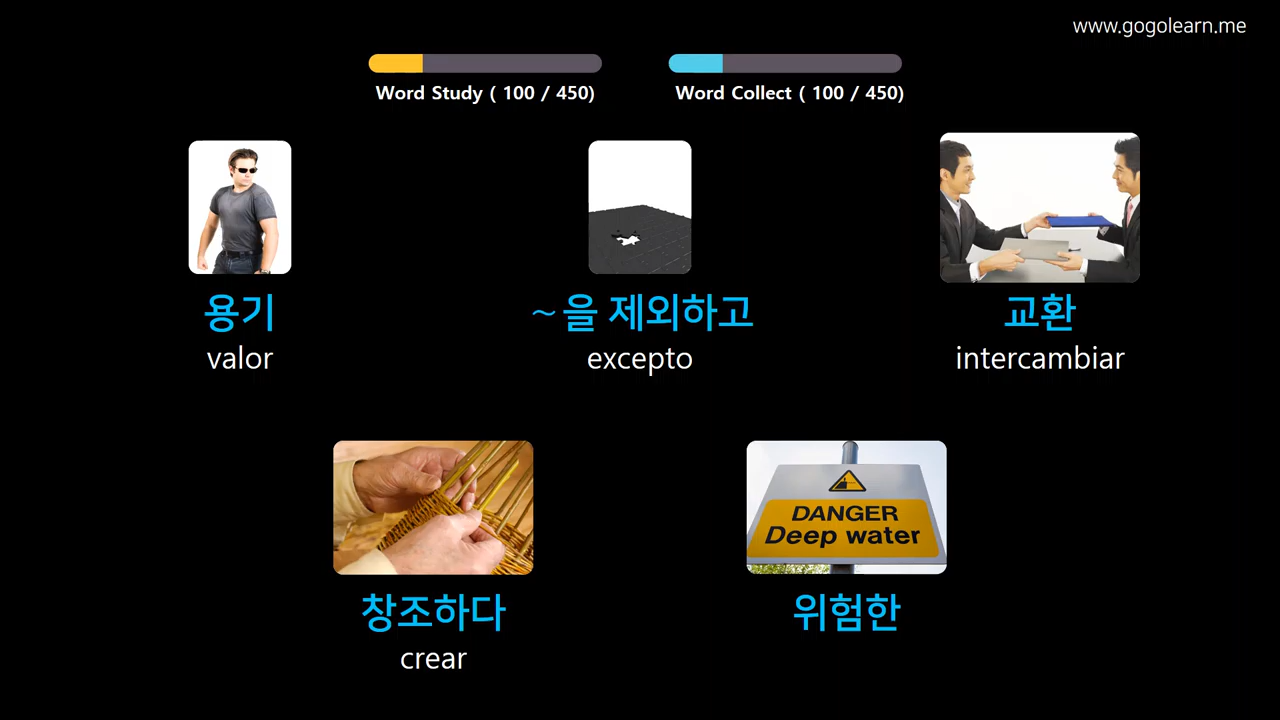 www.gogolearn.me
Word Study ( 100 / 450)
Word Collect ( 100 / 450)
용기
valor
~을 제외하고
excepto
교환
intercambiar
창조하다
crear
DANGER
Deep water
위험한